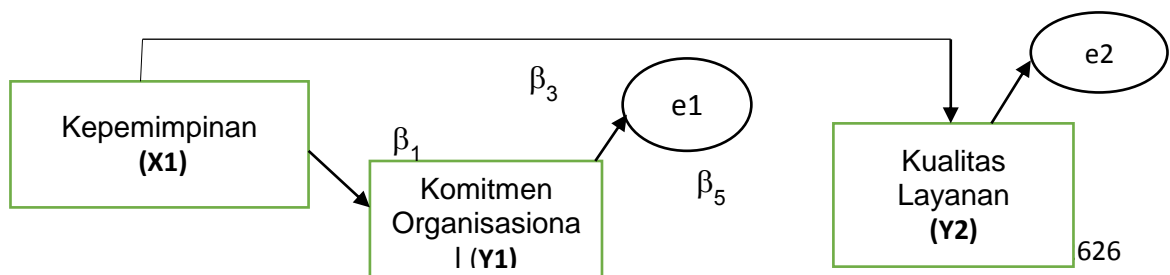 Kepemimpinan
(X1)
β1
Komitmen
Organisasiona
l (Y1)
β3
e1
β5
e2
Kualitas
Layanan
(Y2)
626